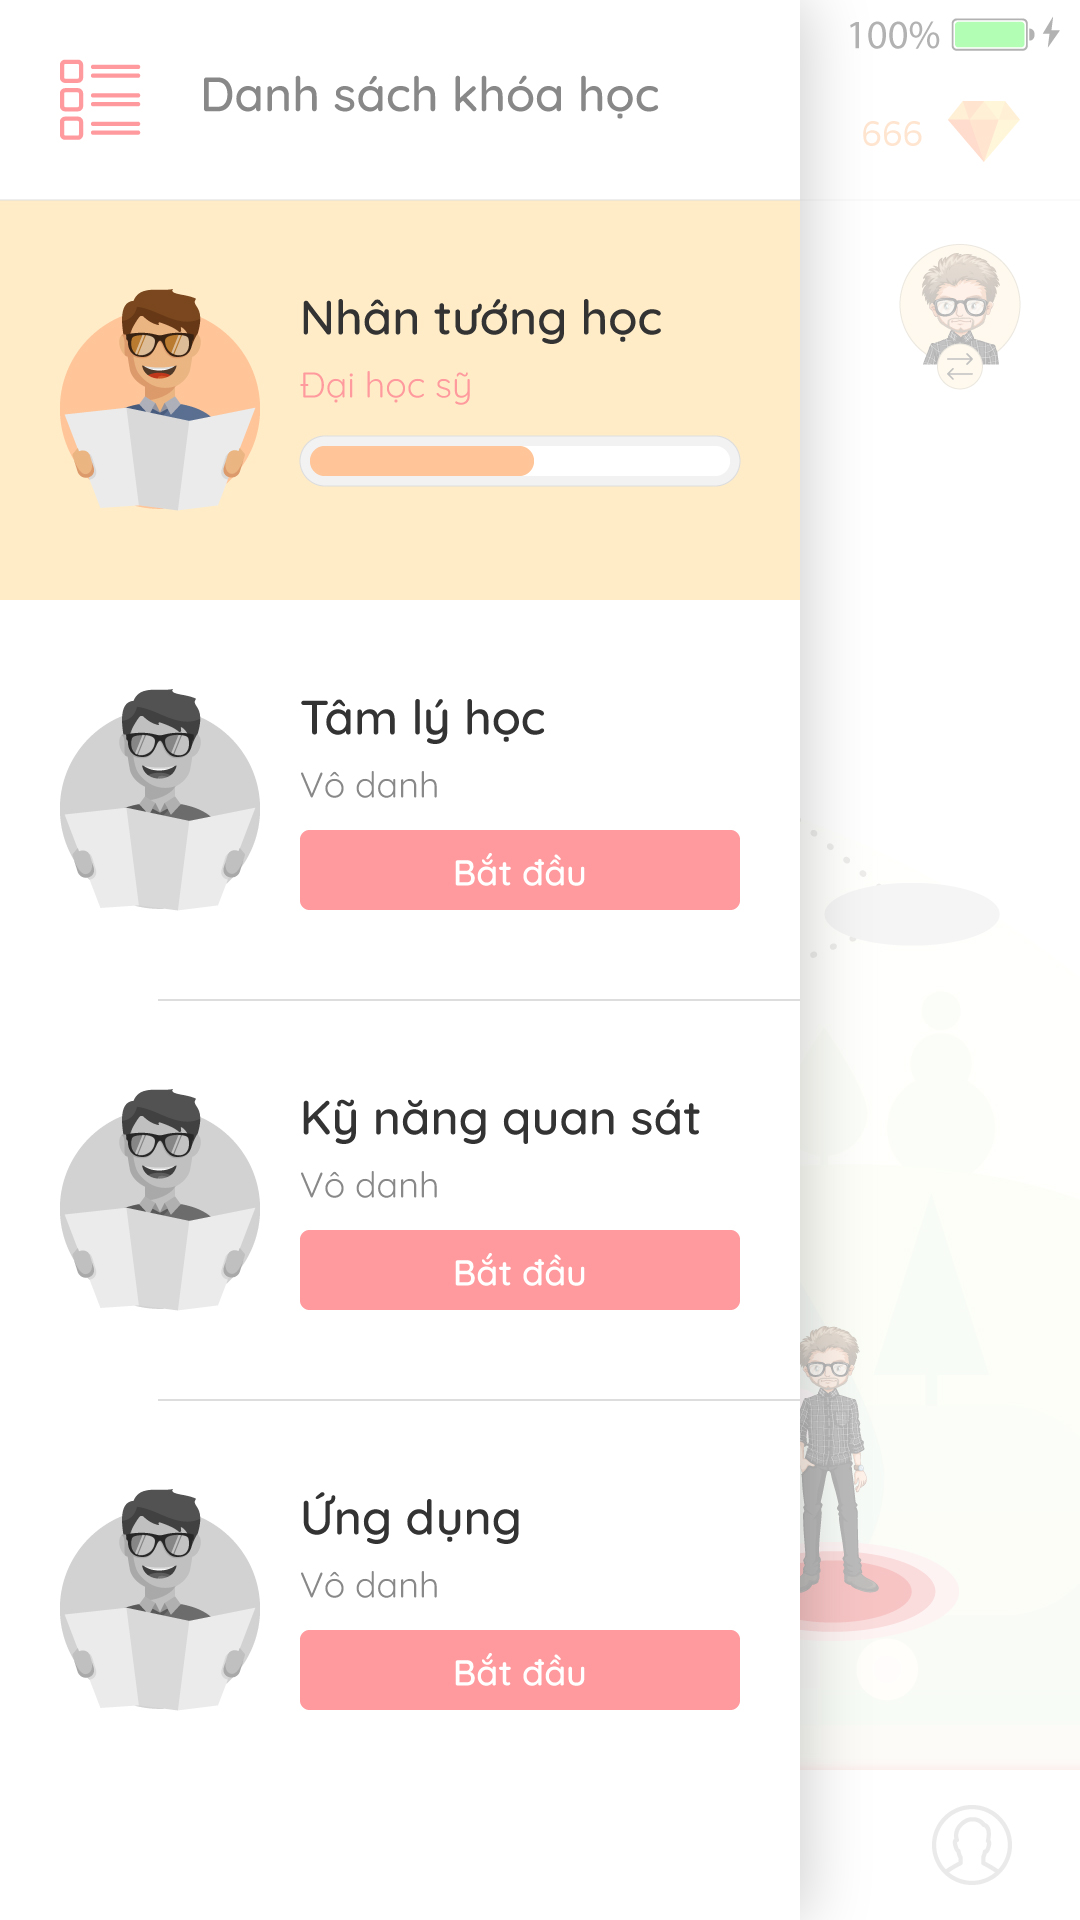 100%
Danh sách khóa học
666
Nhân tướng học
Đại học sỹ
Tâm lý học
Vô danh
Bắt đầu
Kỹ năng quan sát
Vô danh
Bắt đầu
Ứng dụng
Vô danh
Bắt đầu